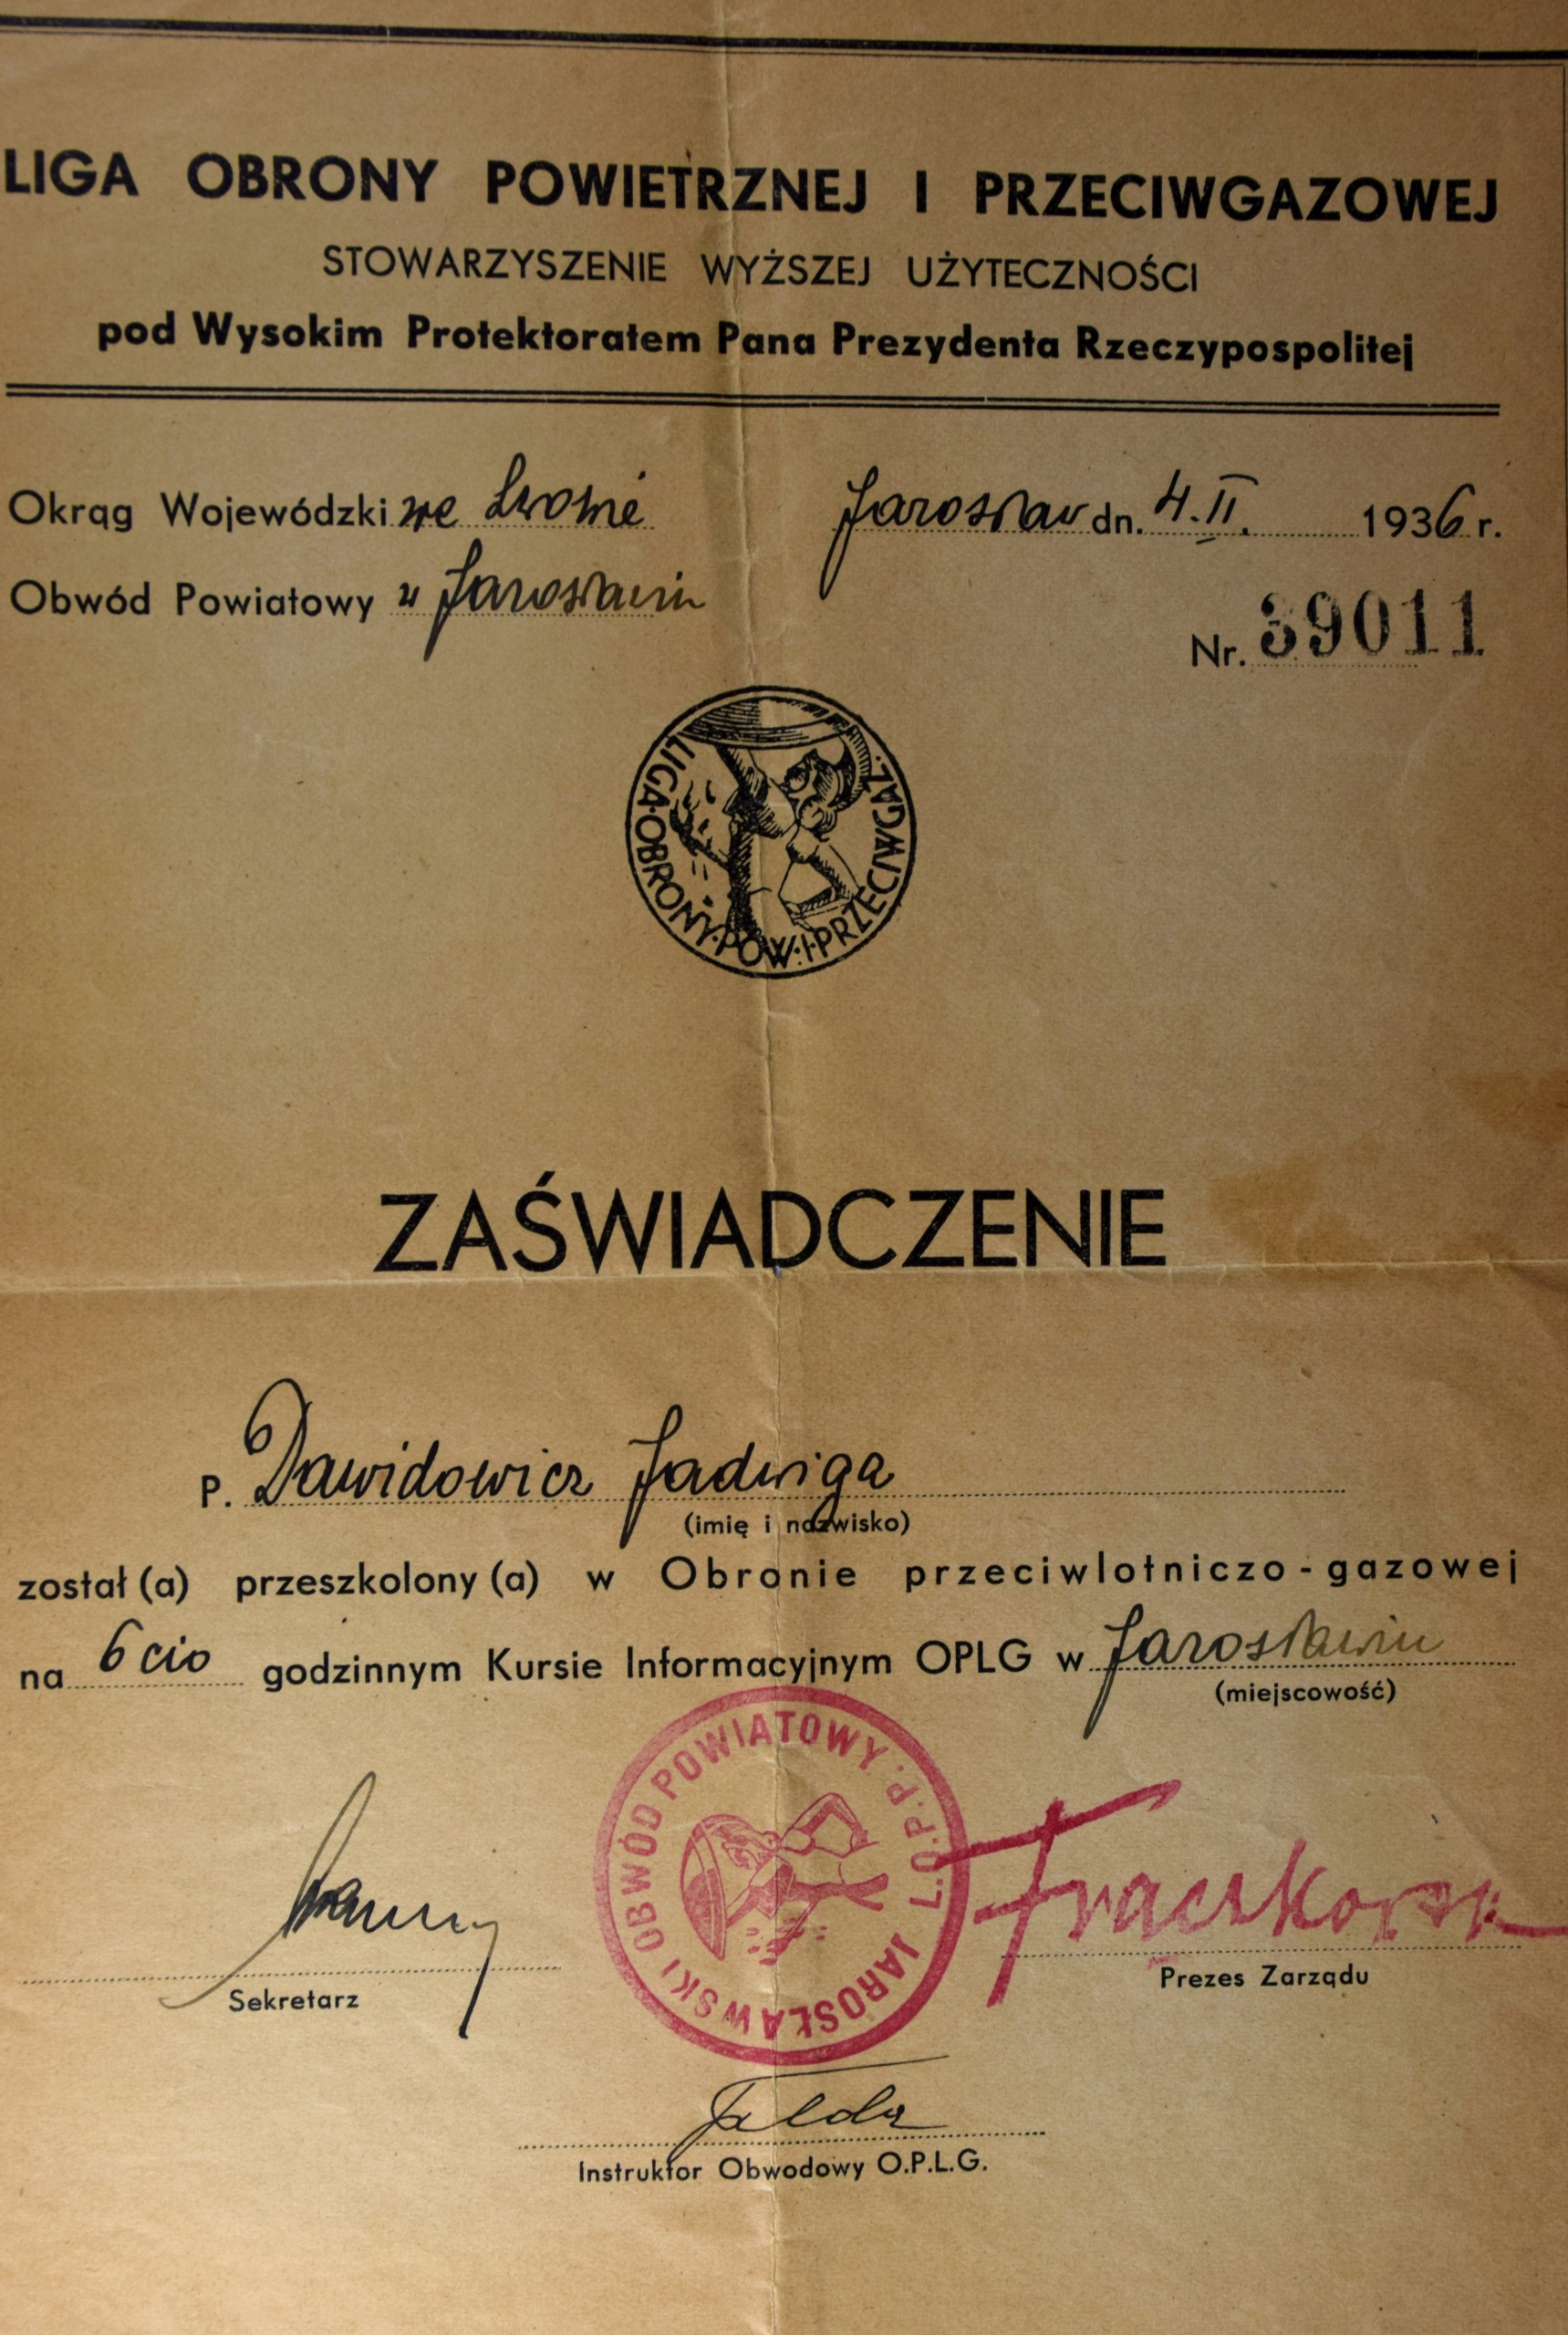 LIGA OBRONY POWIETRZNEJ I PRZECIWGAZOWEJ
STOWARZYSZENIE WYŻSZEJ UŻYTECZNOŚCI
pod Wysokim Protektoratem Pana Prezydenta Rzeczypospolitej
Okrąg Wojewódzki we Lwowie
Jarosław dn. 4.II. 1936 r.
Obwód Powiatowy w Jarosławiu
Nr. 39011
LIGA·OBRONY·POW·I·PRZECIWGAZ.
ZAŚWIADCZENIE
P. Dawidowicz Jadwiga
(imię i nazwisko)
został (a) przeszkolony (a) w Obronie przeciwlotniczo - gazowej
na 6 cio godzinnym Kursie Informacyjnym OPLG w Jarosławiu
(miejscowość)
JAROSŁAWSKI OBWÓD POWIATOWY · L.O.P.P.
Sekretarz
Prezes Zarządu
Instruktor Obwodowy O.P.L.G.